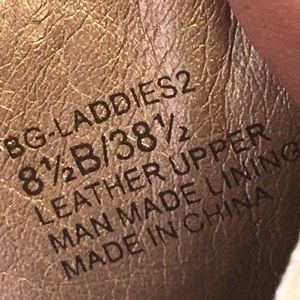 BG-LADDIES2
8½B/38½
LEATHER UPPER
MAN MADE LINING
MADE IN CHINA